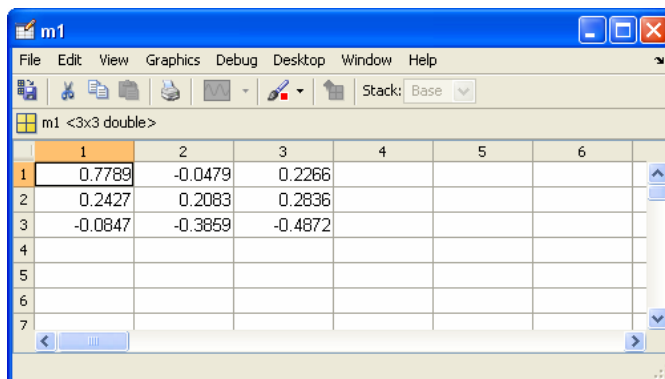 m1
File Edit View Graphics Debug Desktop Window Help
Stack: Base
m1 <3x3 double>
1 2 3 4 5 6
1 0.7789 -0.0479 0.2266
2 0.2427 0.2083 0.2836
3 -0.0847 -0.3859 -0.4872
4
5
6
7